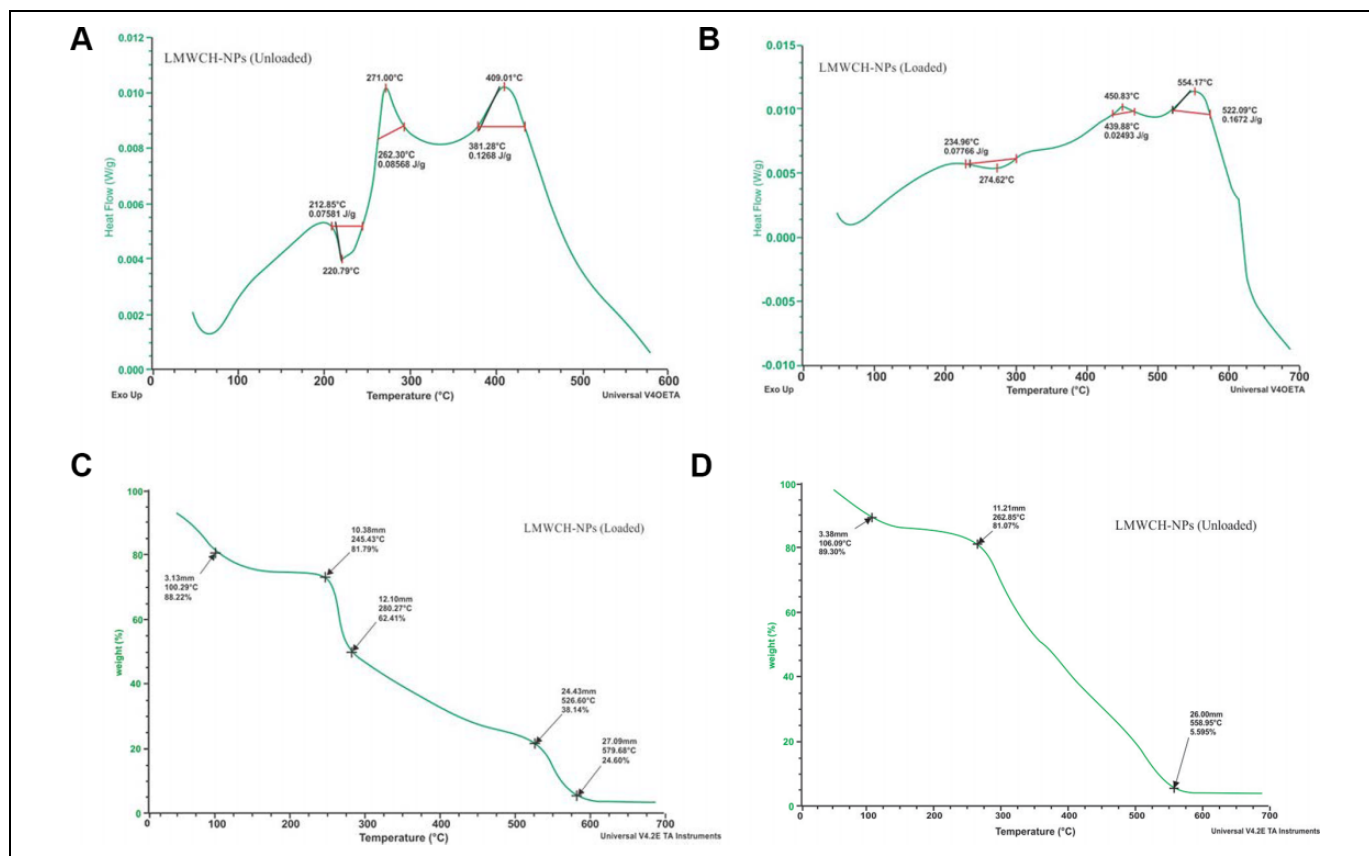 A
LMWCH-NPs (Unloaded)
0.012
0.010
0.008
0.006
0.004
0.002
0.000
Heat Flow (W/g)
271.00°C
409.01°C
262.30°C
0.08568 J/g
381.28°C
0.1268 J/g
212.85°C
0.07581 J/g
220.79°C
0
100
200
300
400
500
600
Exo Up
Temperature (°C)
Universal V4OETA
B
LMWCH-NPs (Loaded)
0.015
0.010
0.005
0.000
-0.005
-0.010
Heat Flow (W/g)
554.17°C
450.83°C
522.09°C
0.1672 J/g
439.88°C
0.02493 J/g
234.96°C
0.07766 J/g
274.62°C
0
100
200
300
400
500
600
700
Exo Up
Temperature (°C)
Universal V4OETA
C
LMWCH-NPs (Loaded)
100
80
60
40
20
0
weight (%)
3.13mm
100.29°C
88.22%
10.38mm
245.43°C
81.79%
12.10mm
280.27°C
62.41%
24.43mm
526.60°C
38.14%
27.09mm
579.68°C
24.60%
0
100
200
300
400
500
600
700
Temperature (°C)
Universal V4.2E TA Instruments
D
LMWCH-NPs (Unloaded)
100
80
60
40
20
0
weight (%)
3.38mm
106.09°C
89.30%
11.21mm
262.85°C
81.07%
26.00mm
558.95°C
5.595%
0
100
200
300
400
500
600
700
Temperature (°C)
Universal V4.2E TA Instruments